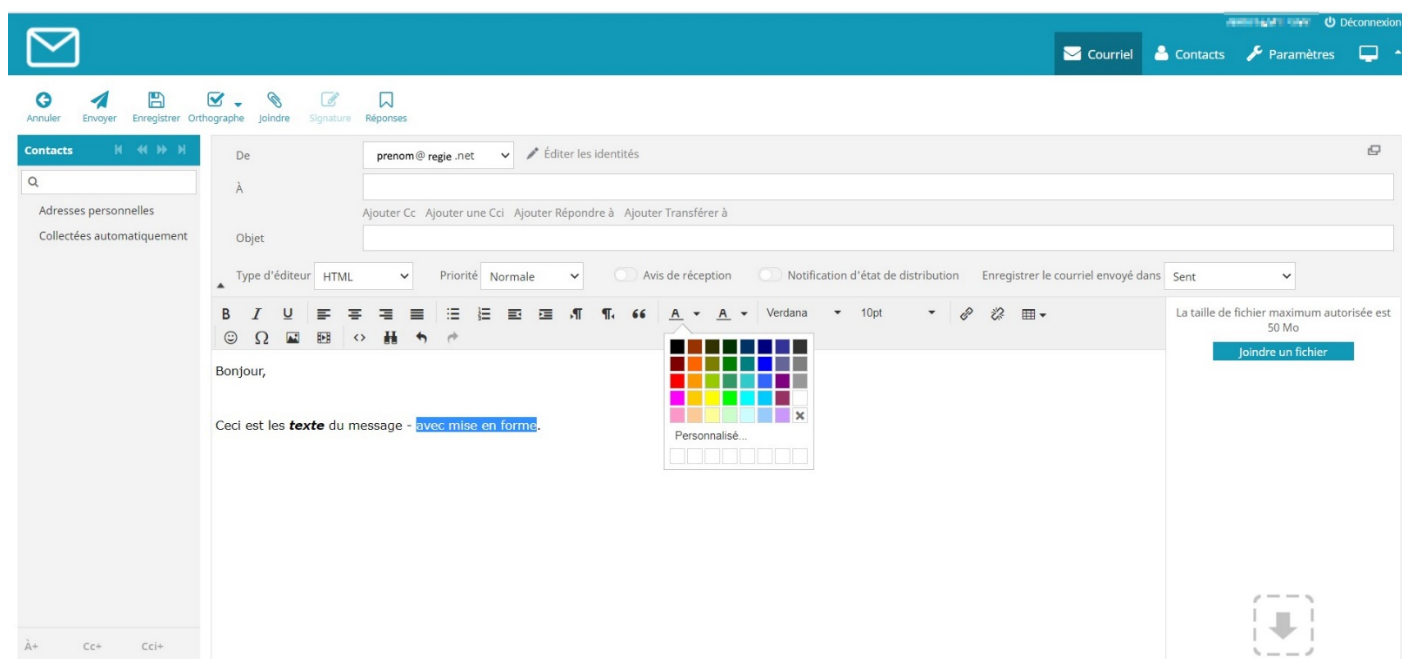 Déconnexion
Courriel Contacts Paramètres
Annuler Envoyer Enregistrer Orthographe Joindre Signature Réponses
Contacts
De prenom@ regie .net Éditer les identités
À
Adresses personnelles
Ajouter Cc Ajouter une Cci Ajouter Répondre à Ajouter Transférer à
Collectées automatiquement
Objet
Type d'éditeur HTML Priorité Normale Avis de réception Notification d'état de distribution Enregistrer le courriel envoyé dans Sent
B I U A A Verdana 10pt
Ω
La taille de fichier maximum autorisée est
50 Mo
Joindre un fichier
Bonjour,
Ceci est les texte du message - avec mise en forme.
Personnalisé...
À+ Cc+ Cci+